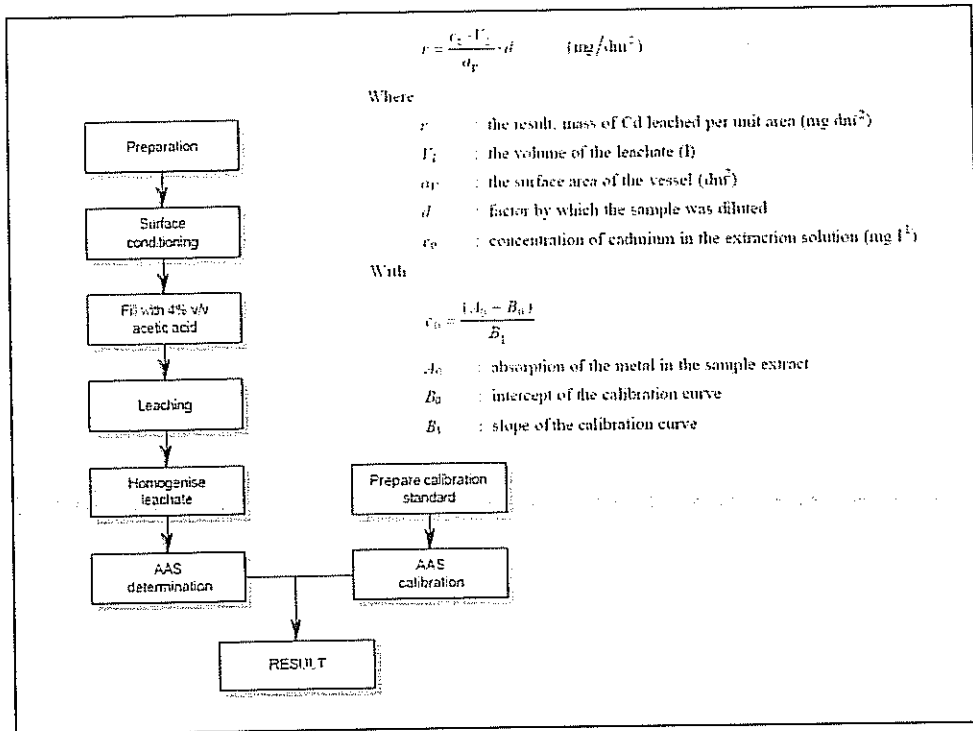 r = (c₀ · V_L / a_V) · d (mg/dm²)
Where
r : the result, mass of Cd leached per unit area (mg dm⁻²)
V_L : the volume of the leachate (l)
a_V : the surface area of the vessel (dm²)
d : factor by which the sample was diluted
c₀ : concentration of cadmium in the extraction solution (mg l⁻¹)
With
c₀ = (A₀ − B₀) / B₁
A₀ : absorption of the metal in the sample extract
B₀ : intercept of the calibration curve
B₁ : slope of the calibration curve
Preparation
Surface
conditioning
Fill with 4% v/v
acetic acid
Leaching
Homogenise
leachate
Prepare calibration
standard
AAS
determination
AAS
calibration
RESULT